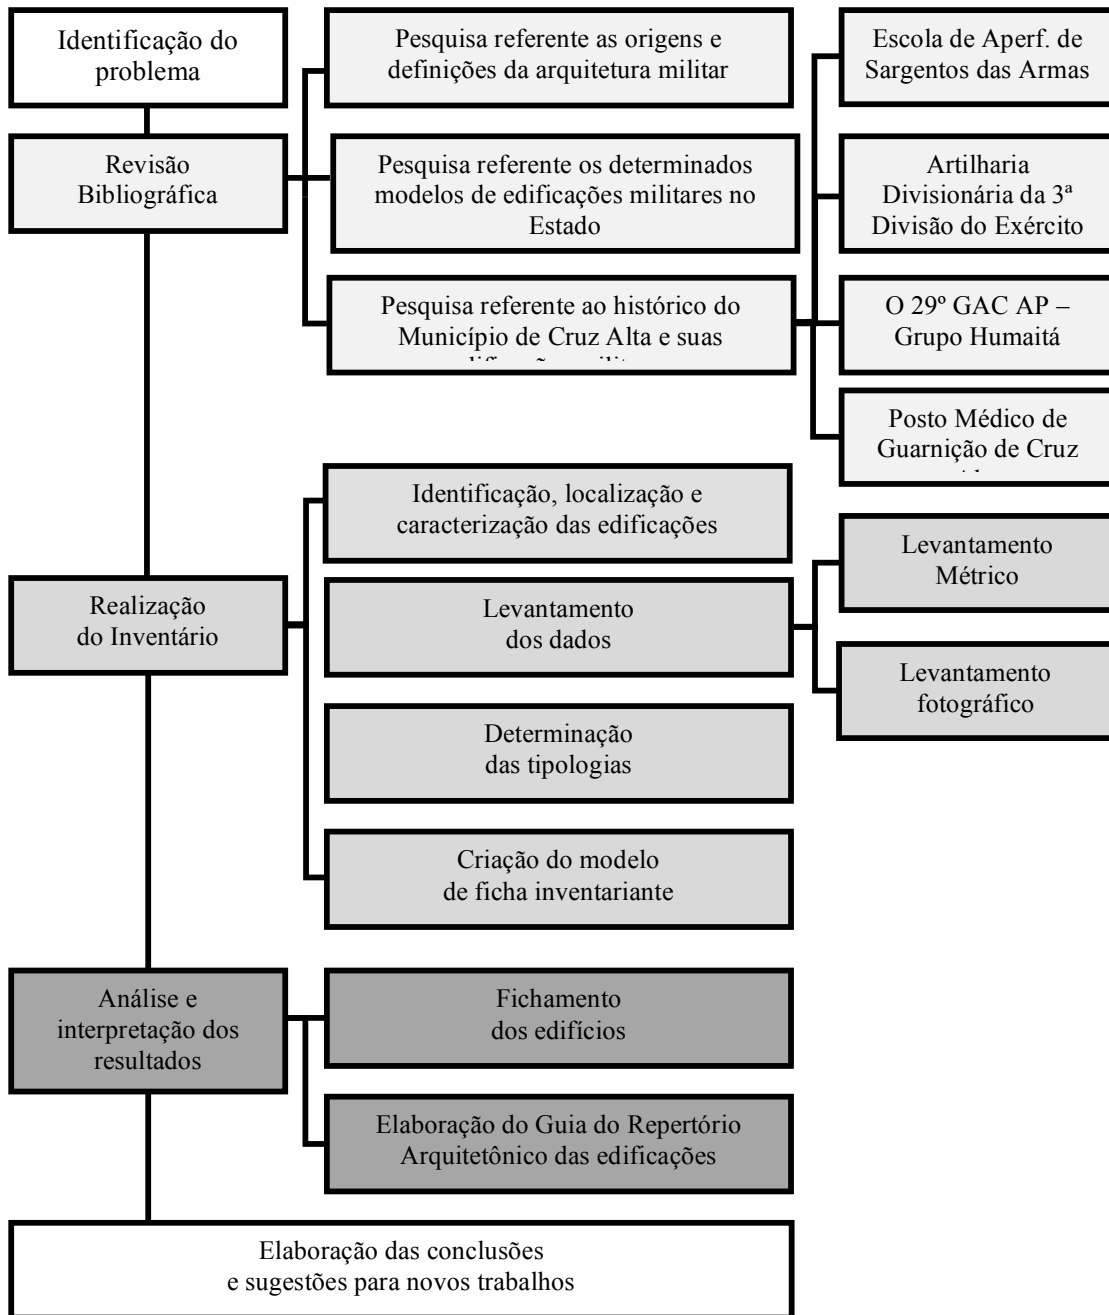 Identificação do
problema
Revisão
Bibliográfica
Pesquisa referente as origens e
definições da arquitetura militar
Pesquisa referente os determinados
modelos de edificações militares no
Estado
Pesquisa referente ao histórico do
Município de Cruz Alta e suas
Escola de Aperf. de
Sargentos das Armas
Artilharia
Divisionária da 3ª
Divisão do Exército
O 29º GAC AP –
Grupo Humaitá
Posto Médico de
Guarnição de Cruz
Realização
do Inventário
Identificação, localização e
caracterização das edificações
Levantamento
dos dados
Levantamento
Métrico
Levantamento
fotográfico
Determinação
das tipologias
Criação do modelo
de ficha inventariante
Análise e
interpretação dos
resultados
Fichamento
dos edifícios
Elaboração do Guia do Repertório
Arquitetônico das edificações
Elaboração das conclusões
e sugestões para novos trabalhos